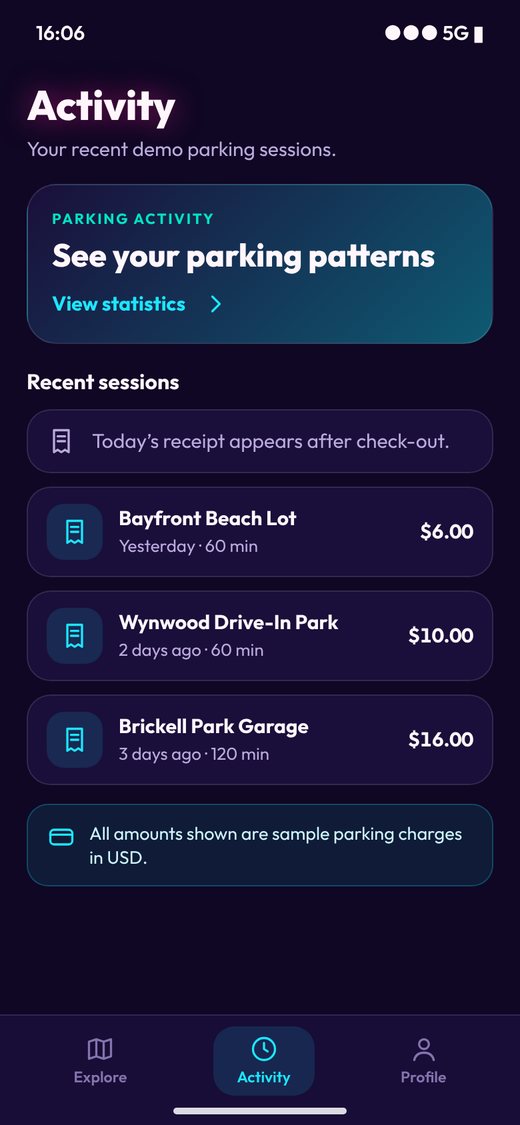 16:06
5G
Activity
Your recent demo parking sessions.
PARKING ACTIVITY
See your parking patterns
View statistics
Recent sessions
Today’s receipt appears after check-out.
Bayfront Beach Lot
$6.00
Yesterday · 60 min
Wynwood Drive-In Park
$10.00
2 days ago · 60 min
Brickell Park Garage
$16.00
3 days ago · 120 min
All amounts shown are sample parking charges
in USD.
Explore
Activity
Profile